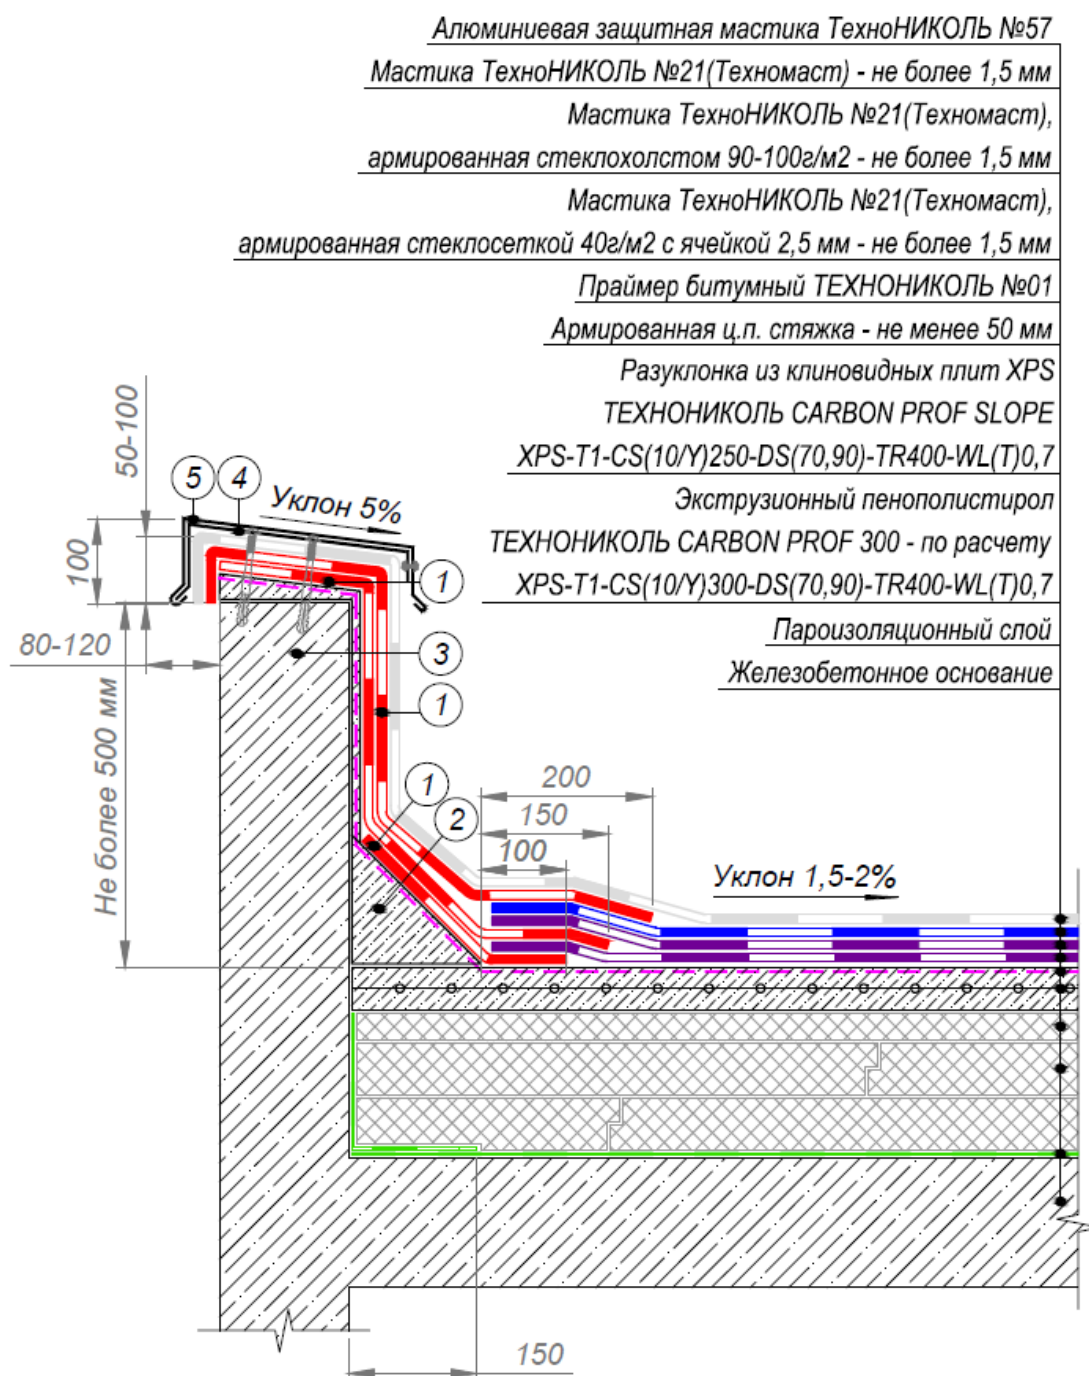 Алюминиевая защитная мастика ТехноНИКОЛЬ №57
Мастика ТехноНИКОЛЬ №21(Техномаст) - не более 1,5 мм
Мастика ТехноНИКОЛЬ №21(Техномаст),
армированная стеклохолстом 90-100г/м2 - не более 1,5 мм
Мастика ТехноНИКОЛЬ №21(Техномаст),
армированная стеклосеткой 40г/м2 с ячейкой 2,5 мм - не более 1,5 мм
Праймер битумный ТЕХНОНИКОЛЬ №01
Армированная ц.п. стяжка - не менее 50 мм
Разуклонка из клиновидных плит XPS
ТЕХНОНИКОЛЬ CARBON PROF SLOPE
XPS-T1-CS(10/Y)250-DS(70,90)-TR400-WL(T)0,7
Экструзионный пенополистирол
ТЕХНОНИКОЛЬ CARBON PROF 300 - по расчету
XPS-T1-CS(10/Y)300-DS(70,90)-TR400-WL(T)0,7
Пароизоляционный слой
Железобетонное основание
50-100
5
4
Уклон 5%
100
1
80-120
3
1
Не более 500 мм
1
2
200
150
100
Уклон 1,5-2%
150